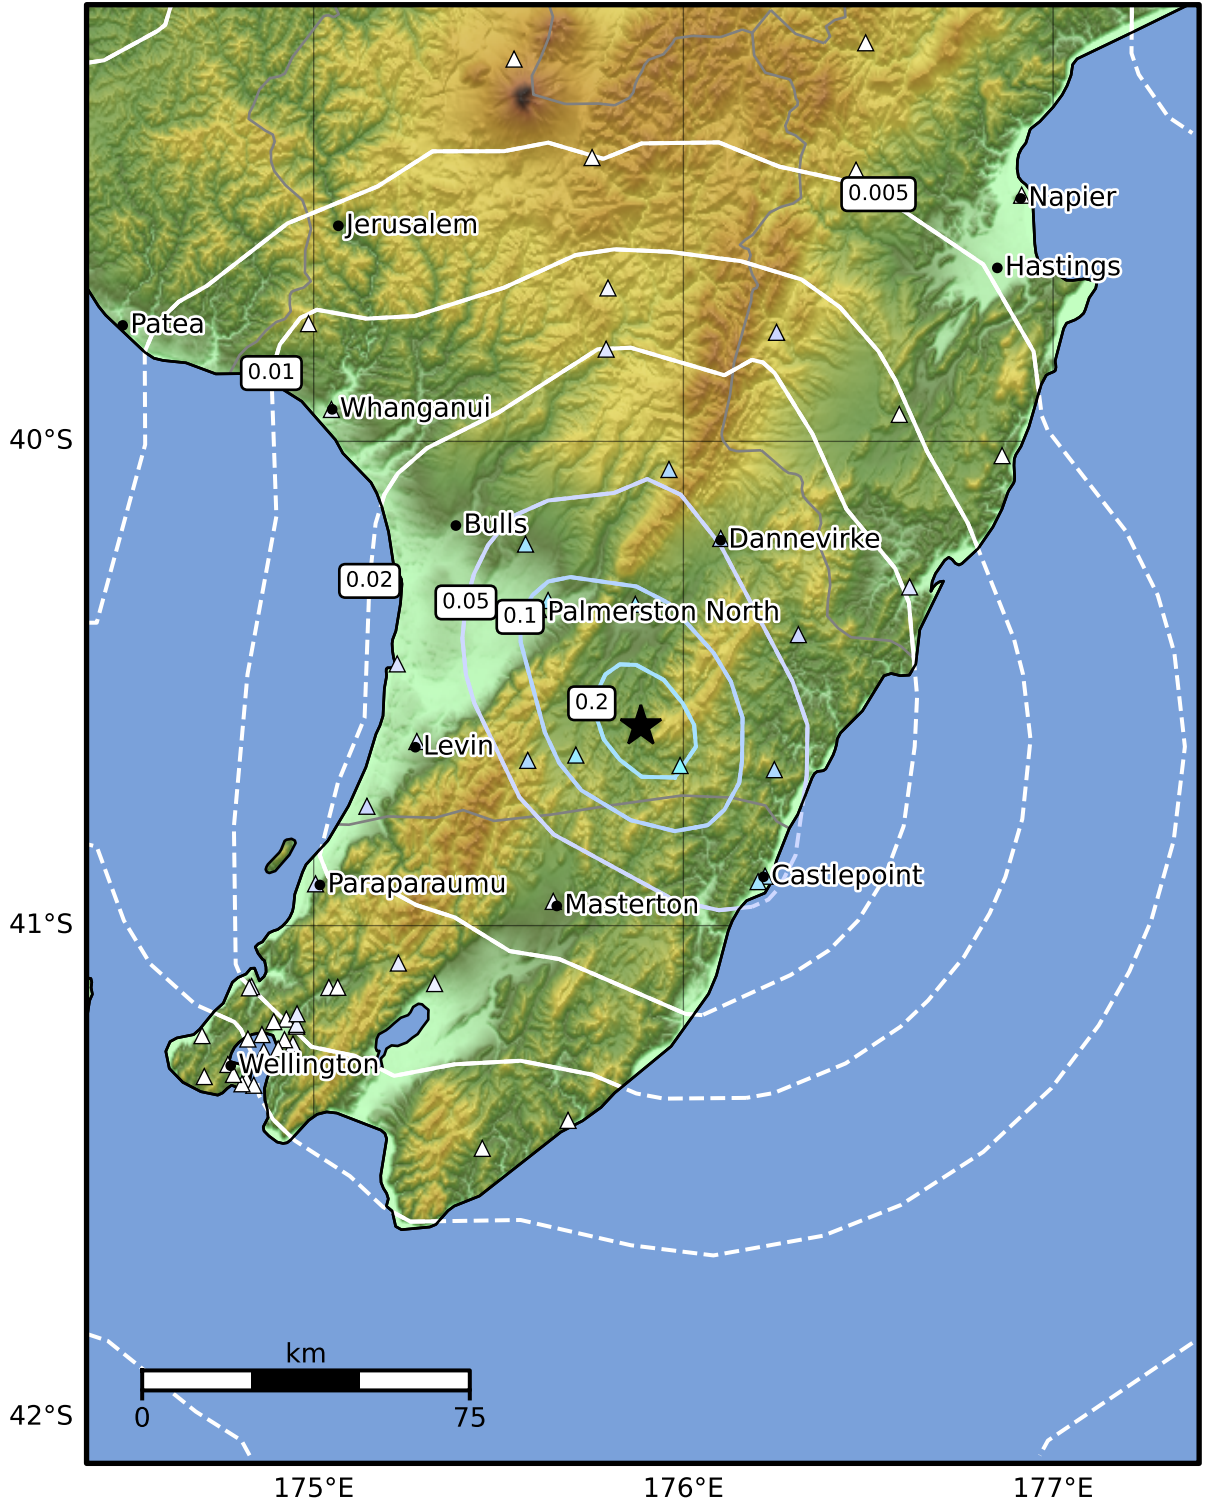 0.005
Napier
Jerusalem
Hastings
Patea
0.01
Whanganui
40°S
Bulls
Dannevirke
0.02
0.05
0.1
Palmerston North
0.2
Levin
Castlepoint
Paraparaumu
Masterton
41°S
Wellington
km
0
75
42°S
175°E
176°E
177°E